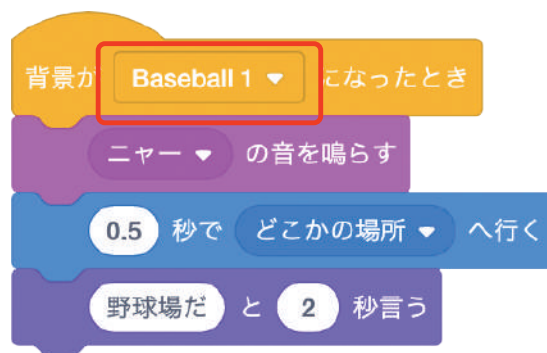 背景が Baseball 1 になったとき
ニャー の音を鳴らす
0.5 秒で どこかの場所 へ行く
野球場だ と 2 秒言う